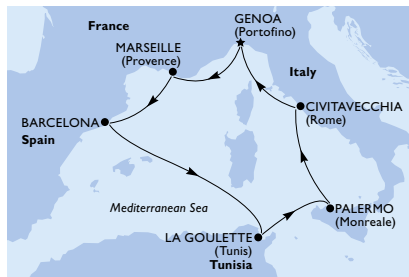 GENOA
(Portofino)
France
MARSEILLE
(Provence)
Italy
CIVITAVECCHIA
(Rome)
BARCELONA
Spain
Mediterranean Sea
PALERMO
(Monreale)
LA GOULETTE
(Tunis)
Tunisia